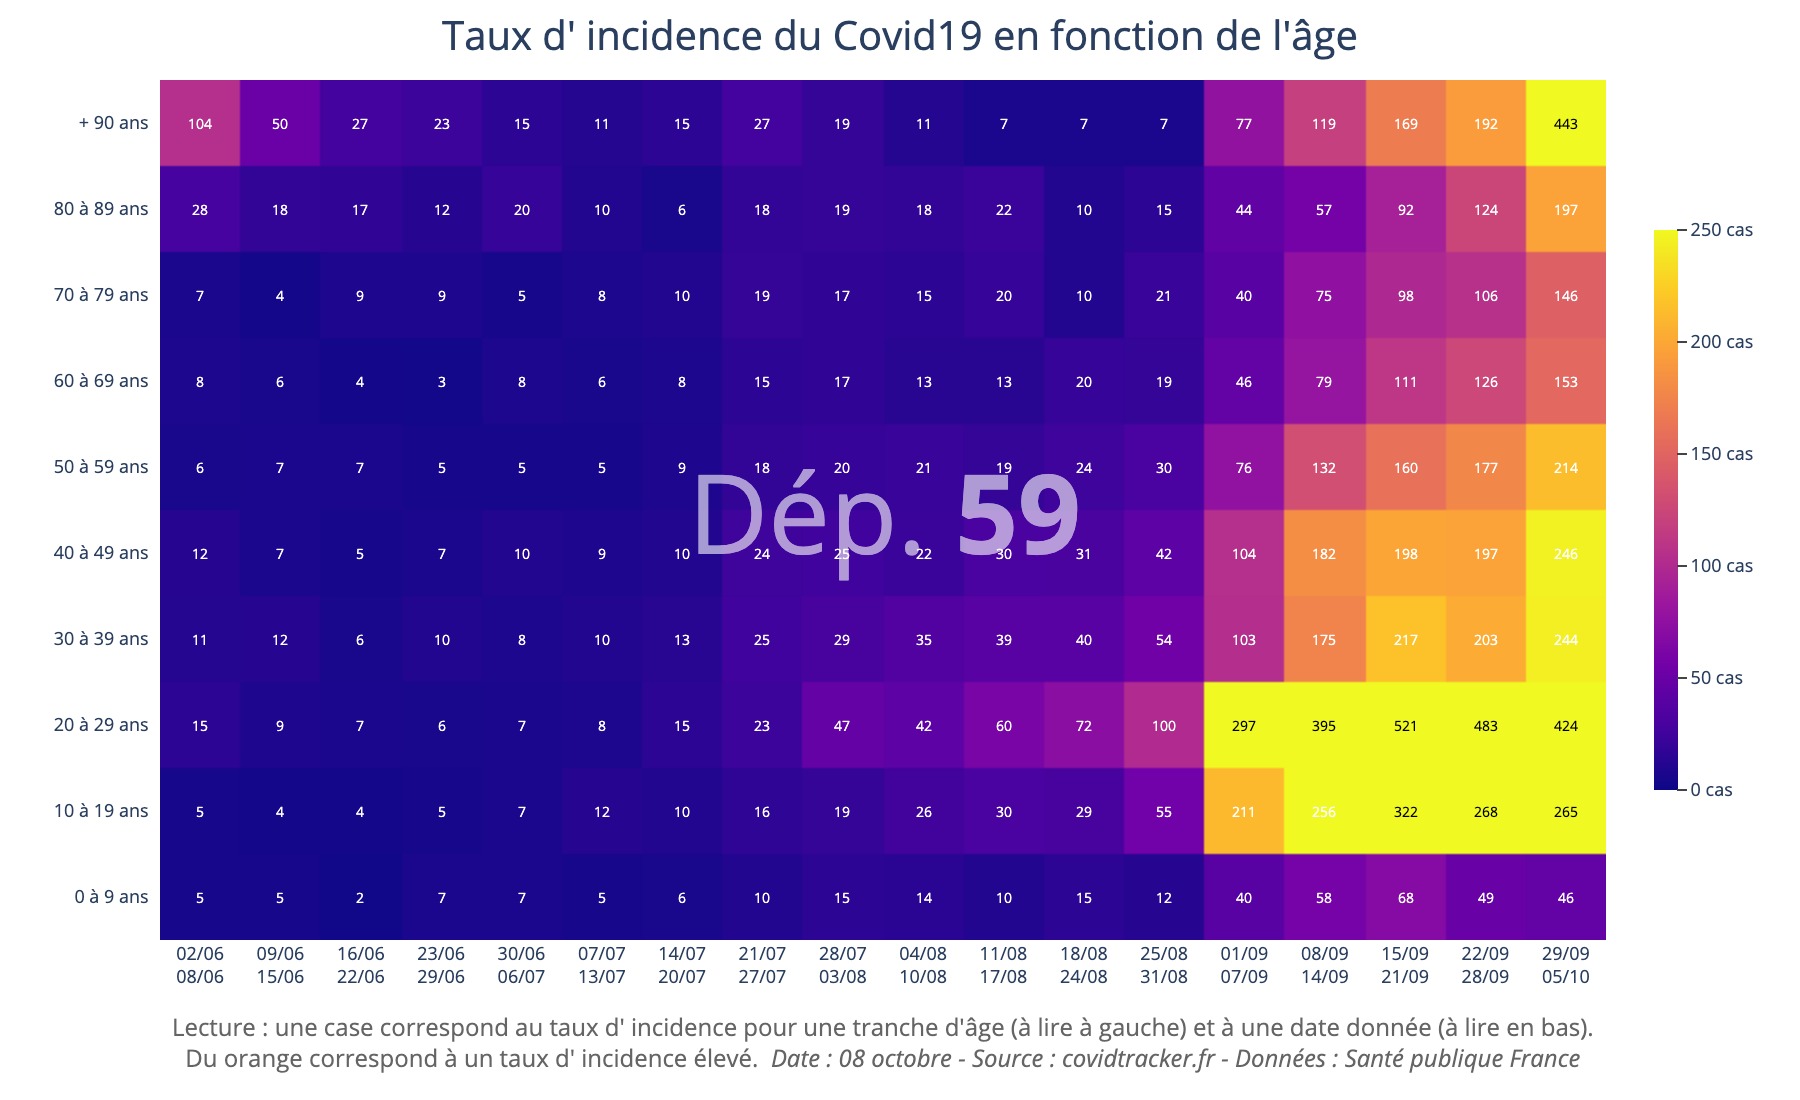 Taux d' incidence du Covid19 en fonction de l'âge
+ 90 ans 104 50 27 23 15 11 15 27 19 11 7 7 7 77 119 169 192 443
80 à 89 ans 28 18 17 12 20 10 6 18 19 18 22 10 15 44 57 92 124 197
250 cas
70 à 79 ans 7 4 9 9 5 8 10 19 17 15 20 10 21 40 75 98 106 146
200 cas
60 à 69 ans 8 6 4 3 8 6 8 15 17 13 13 20 19 46 79 111 126 153
150 cas
50 à 59 ans 6 7 7 5 5 5 9 18 20 21 19 24 30 76 132 160 177 214
Dép. 59
40 à 49 ans 12 7 5 7 10 9 10 24 25 22 30 31 42 104 182 198 197 246
100 cas
30 à 39 ans 11 12 6 10 8 10 13 25 29 35 39 40 54 103 175 217 203 244
50 cas
20 à 29 ans 15 9 7 6 7 8 15 23 47 42 60 72 100 297 395 521 483 424
0 cas
10 à 19 ans 5 4 4 5 7 12 10 16 19 26 30 29 55 211 256 322 268 265
0 à 9 ans 5 5 2 7 7 5 6 10 15 14 10 15 12 40 58 68 49 46
02/06 09/06 16/06 23/06 30/06 07/07 14/07 21/07 28/07 04/08 11/08 18/08 25/08 01/09 08/09 15/09 22/09 29/09
08/06 15/06 22/06 29/06 06/07 13/07 20/07 27/07 03/08 10/08 17/08 24/08 31/08 07/09 14/09 21/09 28/09 05/10
Lecture : une case correspond au taux d' incidence pour une tranche d'âge (à lire à gauche) et à une date donnée (à lire en bas).
Du orange correspond à un taux d' incidence élevé. Date : 08 octobre - Source : covidtracker.fr - Données : Santé publique France